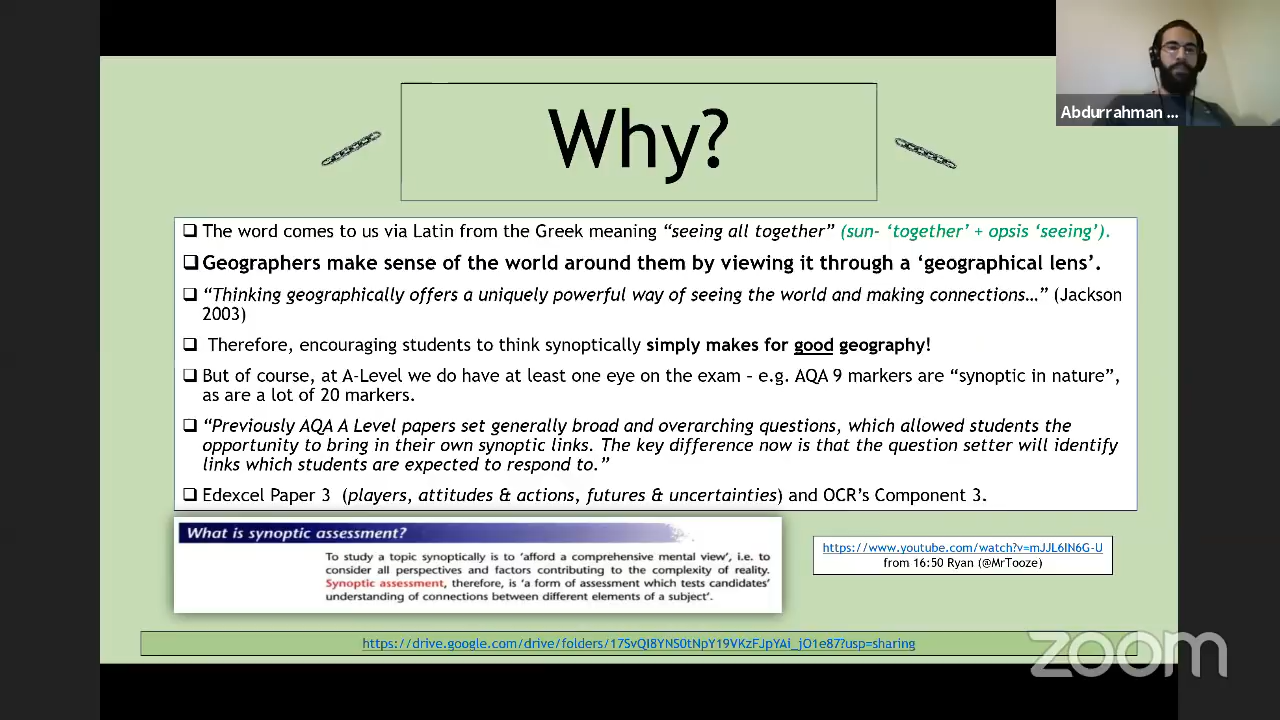 Abdurrahman ...
Why?
❑ The word comes to us via Latin from the Greek meaning “seeing all together” (sun- ‘together’ + opsis ‘seeing’).
❑ Geographers make sense of the world around them by viewing it through a ‘geographical lens’.
❑ “Thinking geographically offers a uniquely powerful way of seeing the world and making connections…” (Jackson
2003)
❑ Therefore, encouraging students to think synoptically simply makes for good geography!
❑ But of course, at A-Level we do have at least one eye on the exam – e.g. AQA 9 markers are “synoptic in nature”,
as are a lot of 20 markers.
❑ “Previously AQA A Level papers set generally broad and overarching questions, which allowed students the
opportunity to bring in their own synoptic links. The key difference now is that the question setter will identify
links which students are expected to respond to.”
❑ Edexcel Paper 3 (players, attitudes & actions, futures & uncertainties) and OCR’s Component 3.
What is synoptic assessment?
To study a topic synoptically is to ‘afford a comprehensive mental view’, i.e. to
consider all perspectives and factors contributing to the complexity of reality.
Synoptic assessment, therefore, is ‘a form of assessment which tests candidates’
understanding of connections between different elements of a subject’.
https://www.youtube.com/watch?v=mJJL6IN6G-U
from 16:50 Ryan (@MrTooze)
https://drive.google.com/drive/folders/17SvQI8YNS0tNpY19VKzFJpYAi_jO1e87?usp=sharing
zoom